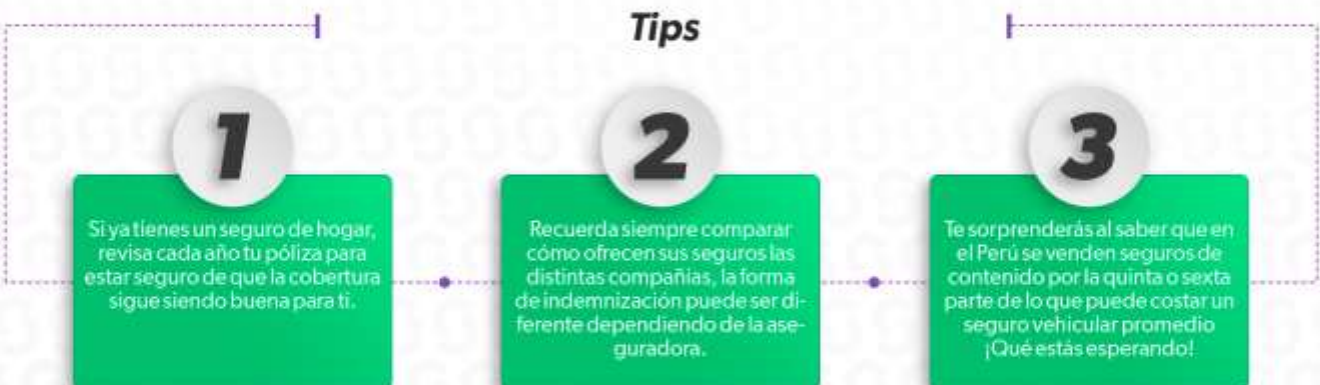 Tips
1
Si ya tienes un seguro de hogar,
revisa cada año tu póliza para
estar seguro de que la cobertura
sigue siendo buena para ti.
2
Recuerda siempre comparar
cómo ofrecen sus seguros las
distintas compañías, la forma
de indemnización puede ser di-
ferente dependiendo de la ase-
guradora.
3
Te sorprenderás al saber que en
el Perú se venden seguros de
contenido por la quinta o sexta
parte de lo que puede costar un
seguro vehicular promedio
¡Qué estás esperando!